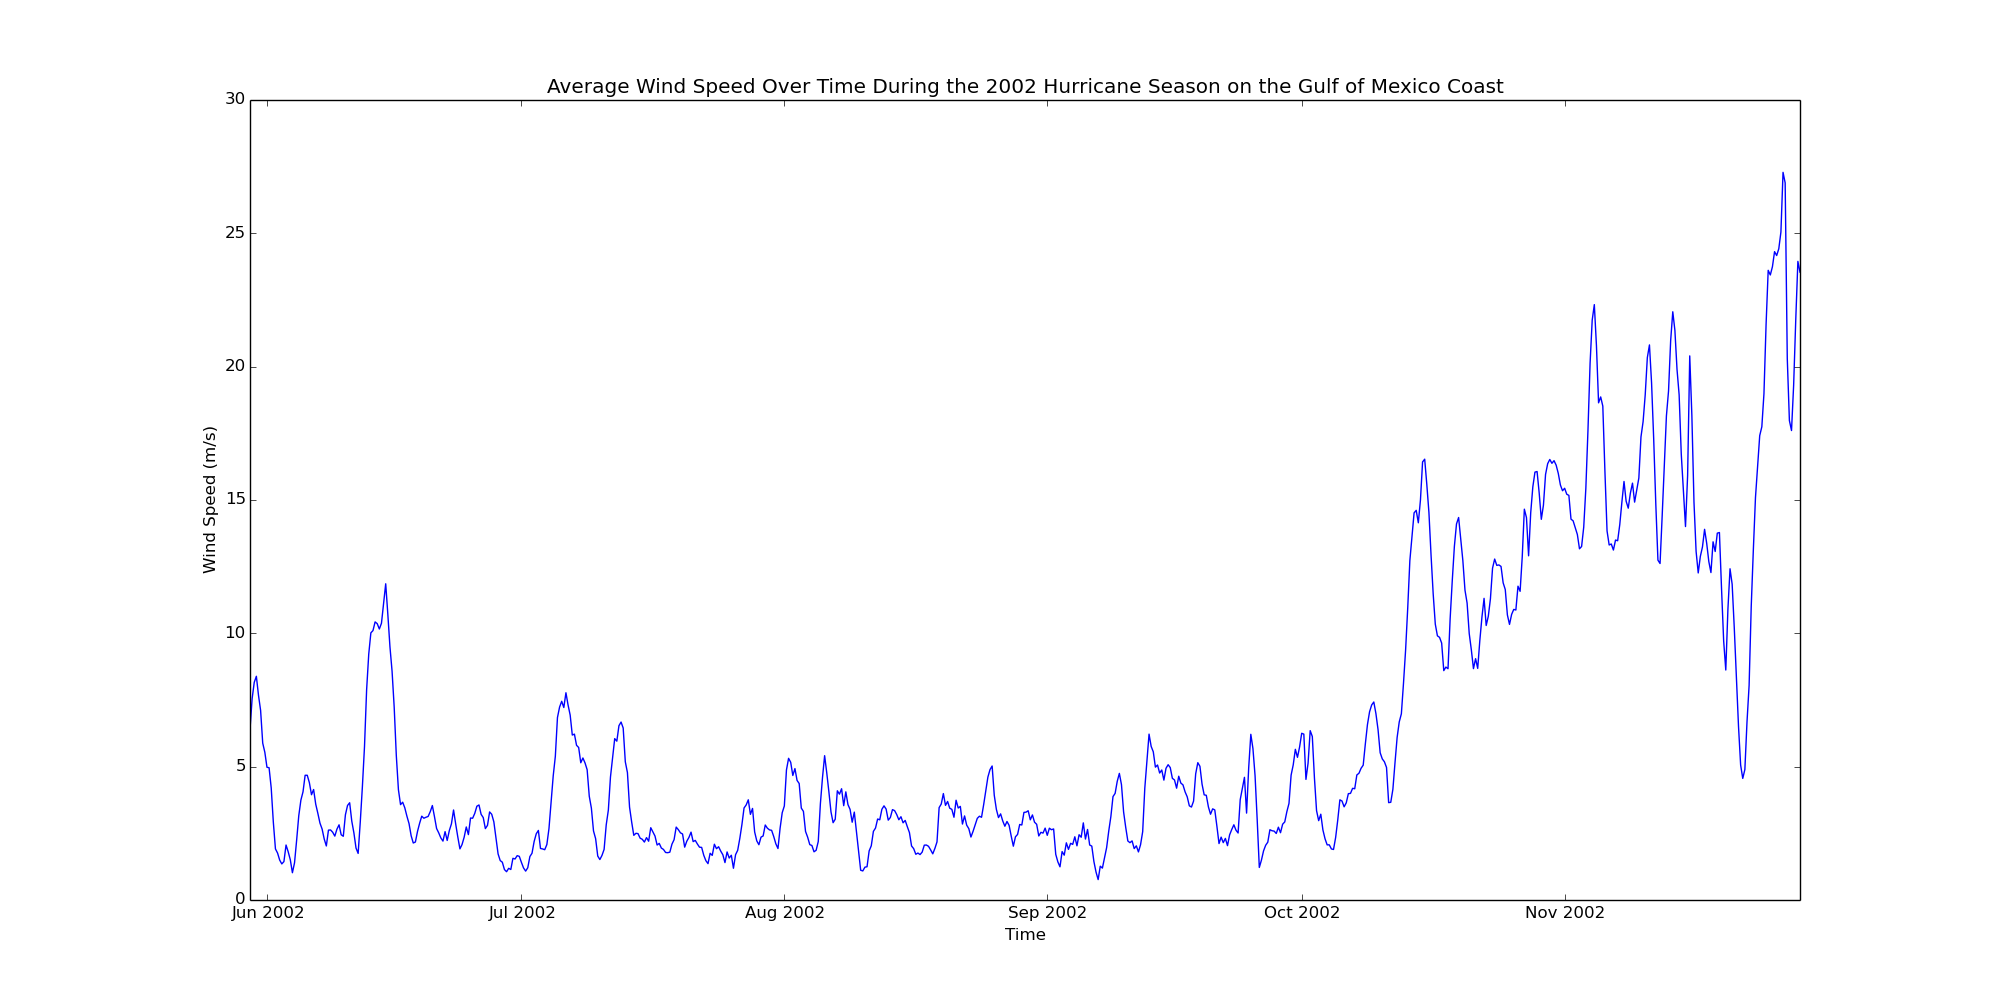 Average Wind Speed Over Time During the 2002 Hurricane Season on the Gulf of Mexico Coast
30
25
20
15
10
5
0
Wind Speed (m/s)
Jun 2002 Jul 2002 Aug 2002 Sep 2002 Oct 2002 Nov 2002
Time